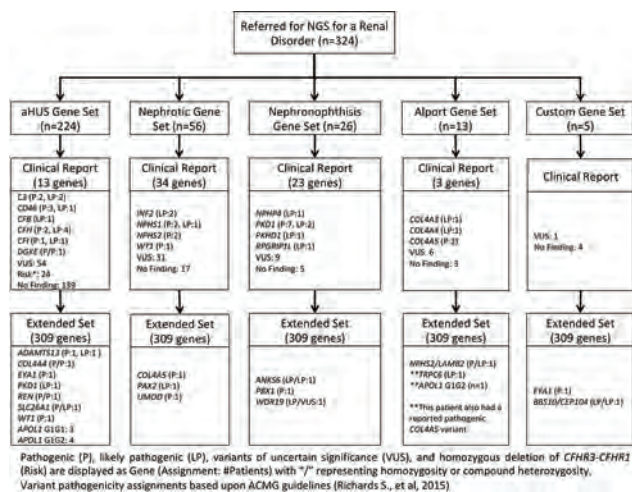 Referred for NGS for a Renal
Disorder (n=324)
aHUS Gene Set
(n=224)
Nephrotic Gene
Set (n=56)
Nephronophthisis
Gene Set (n=26)
Alport Gene Set
(n=13)
Custom Gene Set
(n=5)
Clinical Report
(13 genes)
C3 (P:2, LP:2)
CD46 (P:3, LP:1)
CFB (LP:1)
CFH (P:2, LP:4)
CFI (P:1, LP:1)
DGKE (P/P:1)
VUS: 54
Risk*: 24
No Finding: 139
Clinical Report
(34 genes)
INF2 (LP:2)
NPHS1 (P:2, LP:1)
NPHS2 (P:2)
WT1 (P:1)
VUS: 31
No Finding: 17
Clinical Report
(23 genes)
NPHP4 (LP:1)
PKD1 (P:7, LP:2)
PKHD1 (LP:1)
RPGRIP1L (LP:1)
VUS: 9
No Finding: 5
Clinical Report
(3 genes)
COL4A3 (LP:1)
COL4A4 (LP:1)
COL4A5 (P:2)
VUS: 6
No Finding: 3
Clinical Report
VUS: 1
No Finding: 4
Extended Set
(309 genes)
ADAMTS13 (P:1, LP:1 )
COL4A4 (P/P:1)
EYA1 (P:1)
PKD1 (LP:1)
REN (P/P:1)
SLC26A1 (P/LP:1)
WT1 (P:1)
APOL1 G1G1: 3
APOL1 G1G2: 4
Extended Set
(309 genes)
COL4A5 (P:1)
PAX2 (LP:1)
UMOD (P:1)
Extended Set
(309 genes)
ANKS6 (LP/LP:1)
PBX1 (P:1)
WDR19 (LP/VUS:1)
Extended Set
(309 genes)
NPHS2/LAMB2 (P/LP:1)
**TRPC6 (LP:1)
**APOL1 G1G2 (n=1)
**This patient also had a
reported pathogenic
COL4A5 variant
Extended Set
(309 genes)
EYA1 (P:1)
BBS10/CEP104 (LP/LP:1)
Pathogenic (P), likely pathogenic (LP), variants of uncertain significance (VUS), and homozygous deletion of CFHR3-CFHR1
(Risk) are displayed as Gene (Assignment: #Patients) with "/" representing homozygosity or compound heterozygosity.
Variant pathogenicity assignments based upon ACMG guidelines (Richards S., et al, 2015)